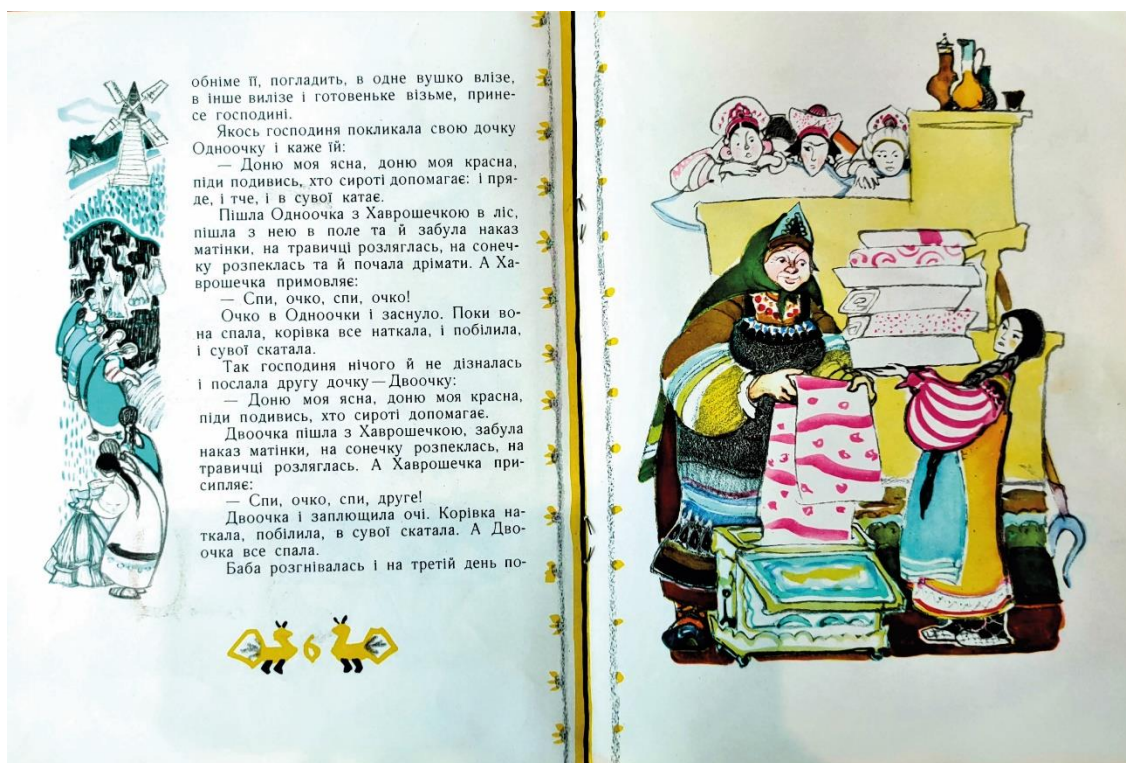 обніме її, погладить, в одне вушко влізе,
в інше вилізе і готовеньке візьме, прине-
се господині.
Якось господиня покликала свою дочку
Одноочку і каже їй:
— Доню моя ясна, доню моя красна,
піди подивись, хто сироті допомагає: і пря-
де, і тче, і в сувої катає.
Пішла Одноочка з Хаврошечкою в ліс,
пішла з нею в поле та й забула наказ
матінки, на травичці розляглась, на сонеч-
ку розпеклась та й почала дрімати. А Ха-
врошечка примовляє:
— Спи, очко, спи, очко!
Очко в Одноочки і заснуло. Поки во-
на спала, корівка все наткала, і побілила,
і сувої скатала.
Так господиня нічого й не дізналась
і послала другу дочку — Двоочку:
— Доню моя ясна, доню моя красна,
піди подивись, хто сироті допомагає.
Двоочка пішла з Хаврошечкою, забула
наказ матінки, на сонечку розпеклась, на
травичці розляглась. А Хаврошечка при-
сипляє:
— Спи, очко, спи, друге!
Двоочка і заплющила очі. Корівка на-
ткала, побілила, в сувої скатала. А Дво-
очка все спала.
Баба розгнівалась і на третій день по-
6